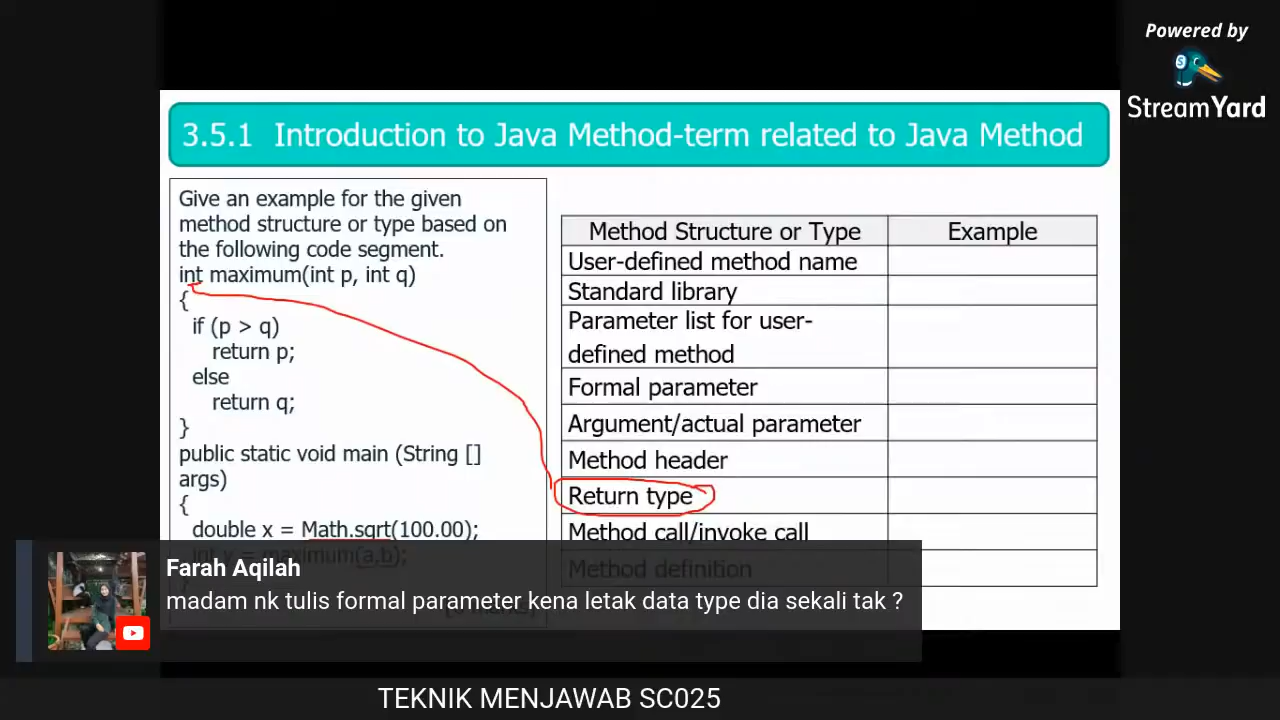 Powered by
StreamYard
3.5.1 Introduction to Java Method-term related to Java Method
Give an example for the given
method structure or type based on
the following code segment.
int maximum(int p, int q)
{
if (p > q)
return p;
else
return q;
}
public static void main (String []
args)
{
double x = Math.sqrt(100.00);
int y = maximum(a,b);
Method Structure or Type
Example
User-defined method name
Standard library
Parameter list for user-
defined method
Formal parameter
Argument/actual parameter
Method header
Return type
Method call/invoke call
Method definition
Farah Aqilah
madam nk tulis formal parameter kena letak data type dia sekali tak ?
TEKNIK MENJAWAB SC025